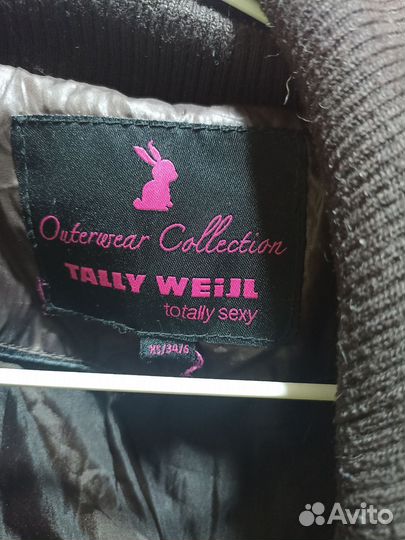 Outerwear Collection
TALLY WEiJL
totally sexy
XS/34/6
Avito